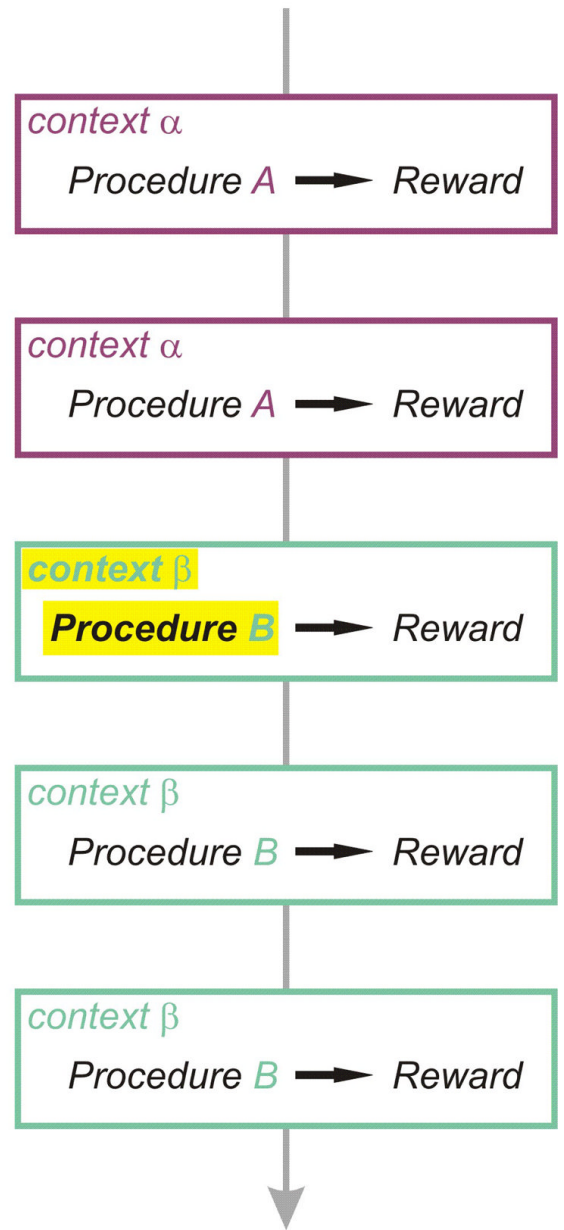 context α
Procedure A Reward
context α
Procedure A Reward
context β
Procedure B Reward
context β
Procedure B Reward
context β
Procedure B Reward